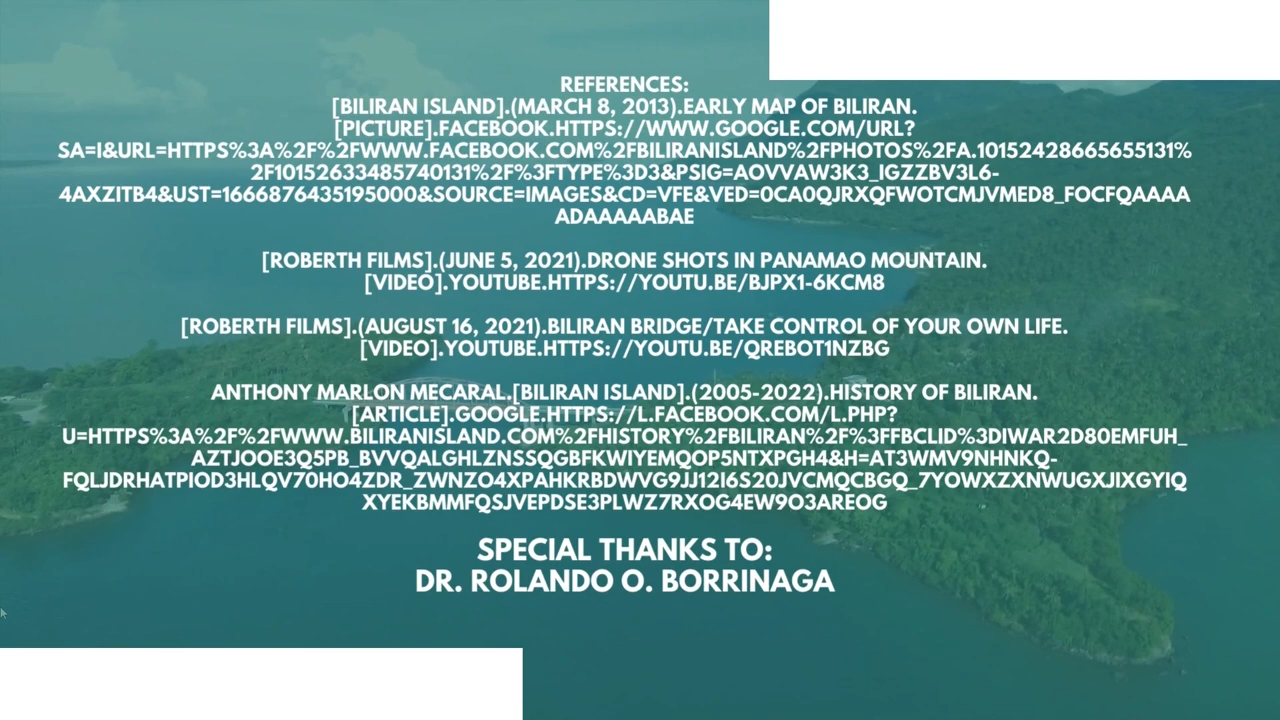 REFERENCES:
[BILIRAN ISLAND].(MARCH 8, 2013).EARLY MAP OF BILIRAN.
[PICTURE].FACEBOOK.HTTPS://WWW.GOOGLE.COM/URL?
SA=I&URL=HTTPS%3A%2F%2FWWW.FACEBOOK.COM%2FBILIRANISLAND%2FPHOTOS%2FA.10152428665655131%
2F10152633485740131%2F%3FTYPE%3D3&PSIG=AOVVAW3K3_IGZZBV3L6-
4AXZITB4&UST=1666876435195000&SOURCE=IMAGES&CD=VFE&VED=0CA0QJRXQFWOTCMJVMED8_FOCFQAAAA
ADAAAAABAE
[ROBERTH FILMS].(JUNE 5, 2021).DRONE SHOTS IN PANAMAO MOUNTAIN.
[VIDEO].YOUTUBE.HTTPS://YOUTU.BE/BJPX1-6KCM8
[ROBERTH FILMS].(AUGUST 16, 2021).BILIRAN BRIDGE/TAKE CONTROL OF YOUR OWN LIFE.
[VIDEO].YOUTUBE.HTTPS://YOUTU.BE/QREBOT1NZBG
ANTHONY MARLON MECARAL.[BILIRAN ISLAND].(2005-2022).HISTORY OF BILIRAN.
[ARTICLE].GOOGLE.HTTPS://L.FACEBOOK.COM/L.PHP?
U=HTTPS%3A%2F%2FWWW.BILIRANISLAND.COM%2FHISTORY%2FBILIRAN%2F%3FFBCLID%3DIWAR2D80EMFUH_
AZTJOOE3Q5PB_BVVQALGHLZNSSQGBFKWIYEMQOP5NTXPGH4&H=AT3WMV9NHNKQ-
FQLJDRHATPIOD3HLQV70HO4ZDR_ZWNZO4XPAHKRBDWVG9JJ12I6S20JVCMQCBGQ_7YOWXZXNWUGXJIXGYIQ
XYEKBMMFQSJVEPDSE3PLWZ7RXOG4EW9O3AREOG
SPECIAL THANKS TO:
DR. ROLANDO O. BORRINAGA